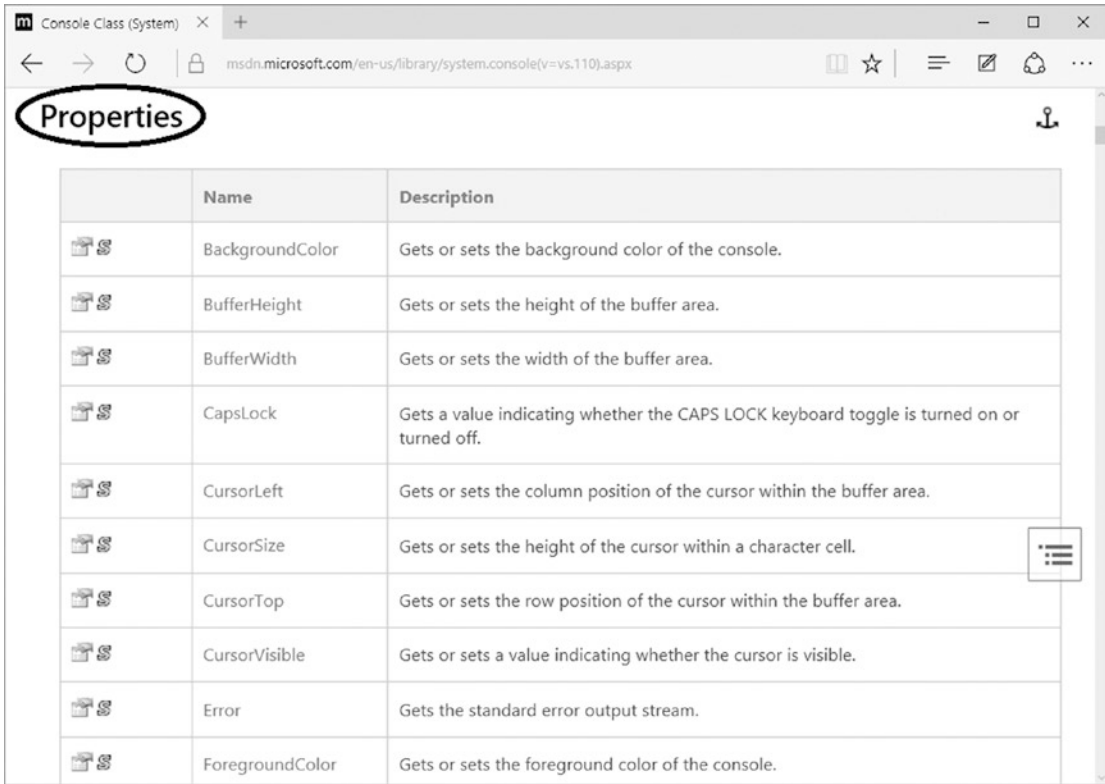 m Console Class (System)
msdn.microsoft.com/en-us/library/system.console(v=vs.110).aspx
Properties
Name Description
S BackgroundColor Gets or sets the background color of the console.
S BufferHeight Gets or sets the height of the buffer area.
S BufferWidth Gets or sets the width of the buffer area.
S CapsLock Gets a value indicating whether the CAPS LOCK keyboard toggle is turned on or
turned off.
S CursorLeft Gets or sets the column position of the cursor within the buffer area.
S CursorSize Gets or sets the height of the cursor within a character cell.
S CursorTop Gets or sets the row position of the cursor within the buffer area.
S CursorVisible Gets or sets a value indicating whether the cursor is visible.
S Error Gets the standard error output stream.
S ForegroundColor Gets or sets the foreground color of the console.